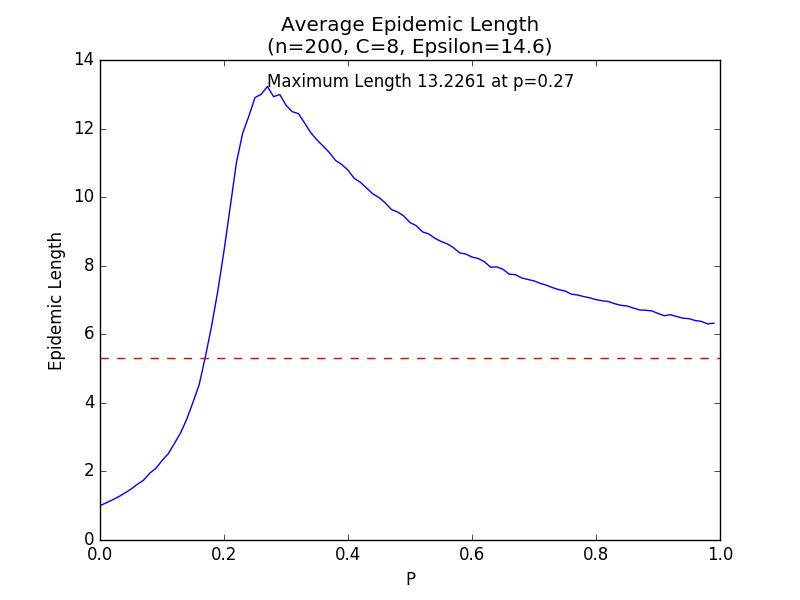 Average Epidemic Length
(n=200, C=8, Epsilon=14.6)
Maximum Length 13.2261 at p=0.27
14
12
10
8
6
4
2
0
Epidemic Length
0.0 0.2 0.4 0.6 0.8 1.0
P